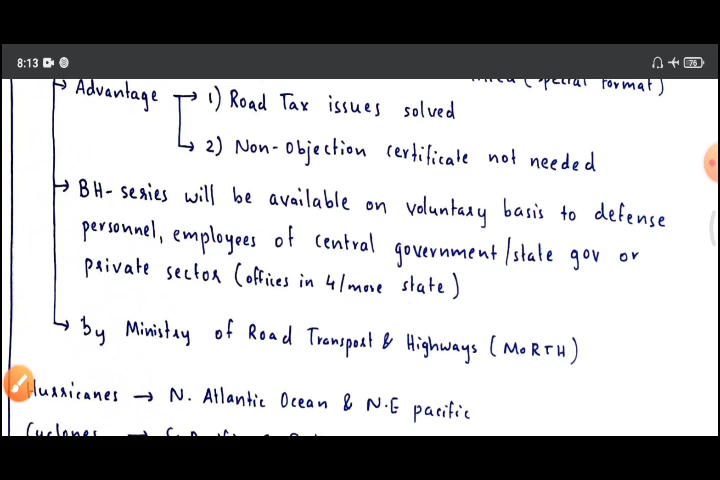 8:13
76
Advantage → 1) Road Tax issues solved
→ 2) Non-Objection certificate not needed
→ BH-series will be available on voluntary basis to defense
personnel, employees of central government/state gov or
private sector (offices in 4/more state)
→ by Ministry of Road Transport & Highways (MoRTH)
Hurricanes → N. Atlantic Ocean & N.E pacific